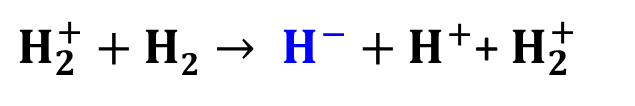 H₂⁺ + H₂ → H⁻ + H⁺+ H₂⁺